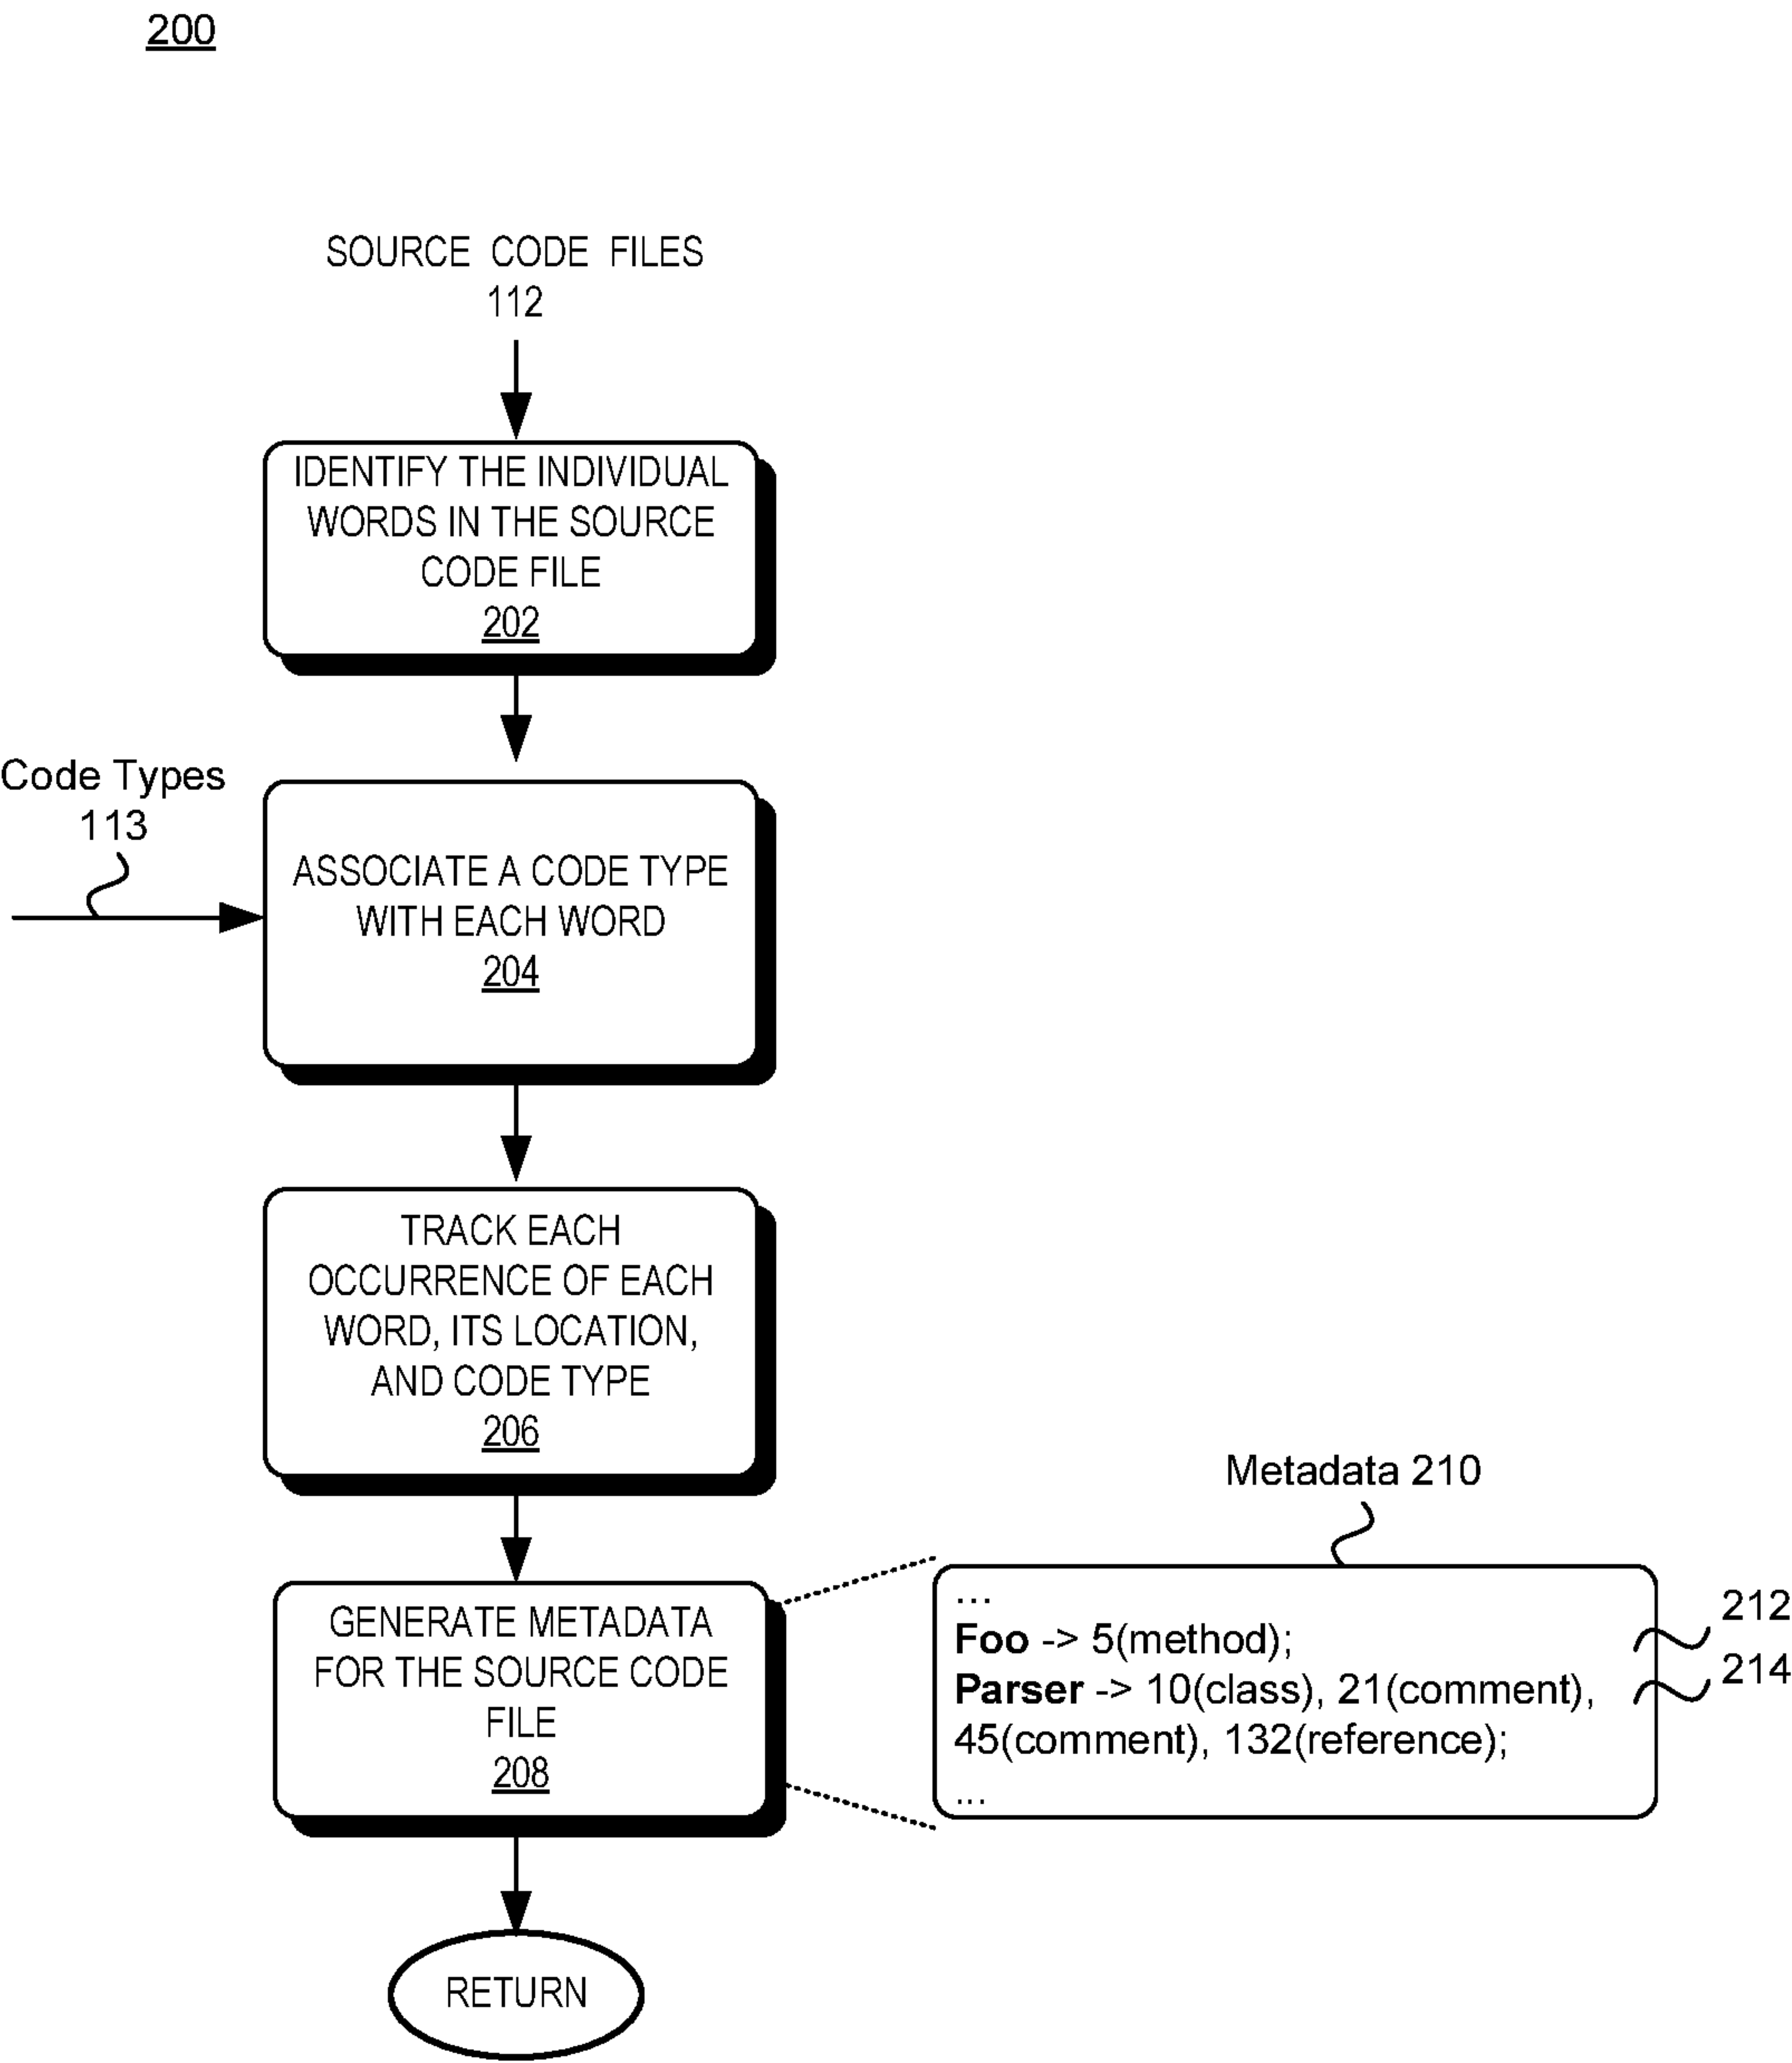 200
SOURCE CODE FILES
112
IDENTIFY THE INDIVIDUAL
WORDS IN THE SOURCE
CODE FILE
202
Code Types
113
ASSOCIATE A CODE TYPE
WITH EACH WORD
204
TRACK EACH
OCCURRENCE OF EACH
WORD, ITS LOCATION,
AND CODE TYPE
206
Metadata 210
GENERATE METADATA
FOR THE SOURCE CODE
FILE
208
...
Foo -> 5(method);
Parser -> 10(class), 21(comment),
45(comment), 132(reference);
...
212
214
RETURN